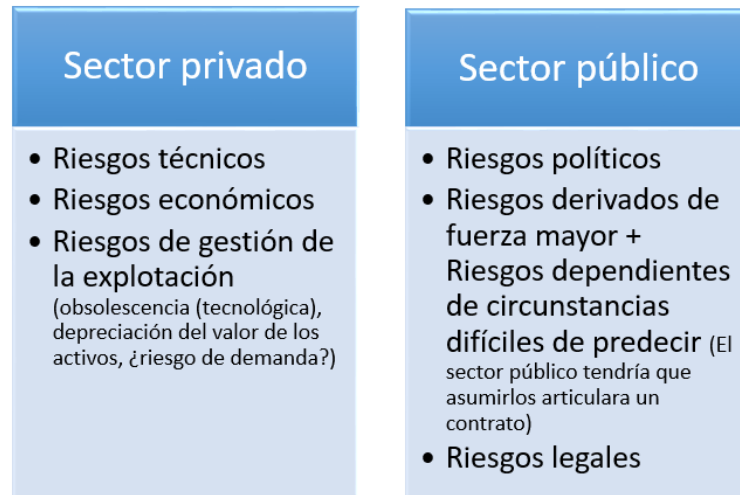 Sector privado
• Riesgos técnicos
• Riesgos económicos
• Riesgos de gestión de
la explotación
(obsolescencia (tecnológica),
depreciación del valor de los
activos, ¿riesgo de demanda?)
Sector público
• Riesgos políticos
• Riesgos derivados de
fuerza mayor +
Riesgos dependientes
de circunstancias
difíciles de predecir (El
sector público tendría que
asumirlos articulara un
contrato)
• Riesgos legales